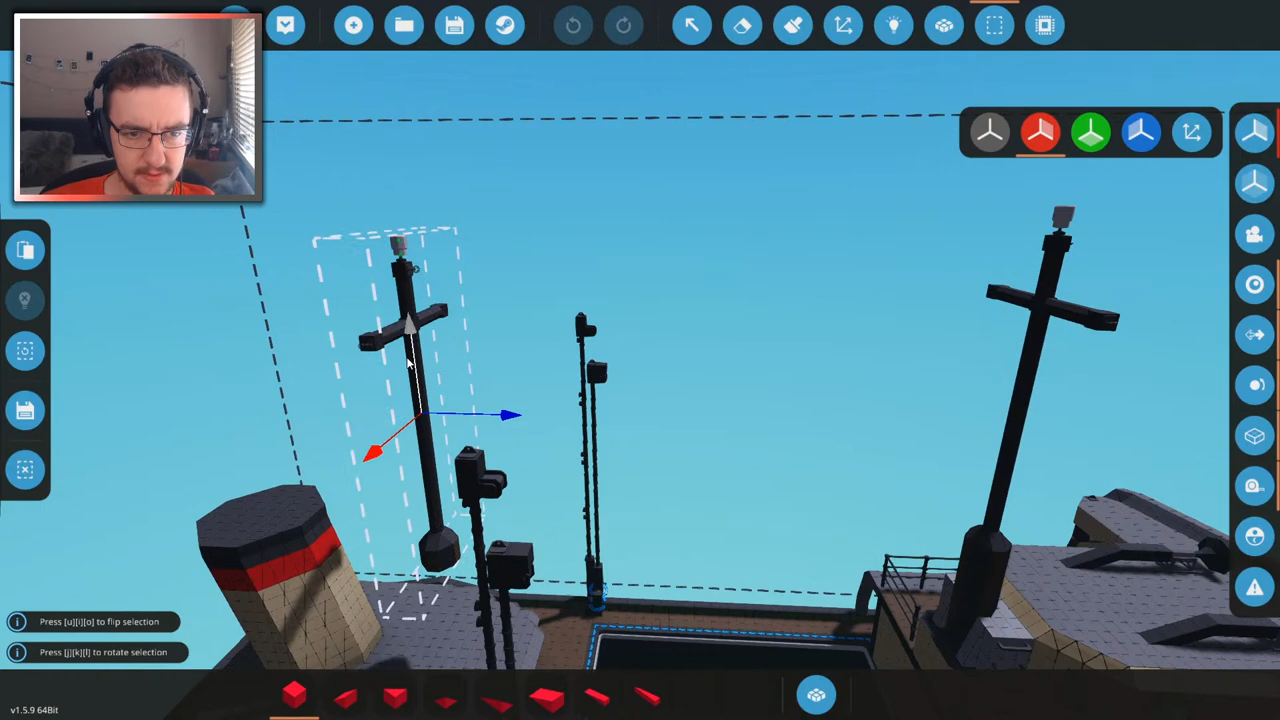 Press [u][i][o] to flip selection
Press [j][k][l] to rotate selection
v1.5.9 64Bit